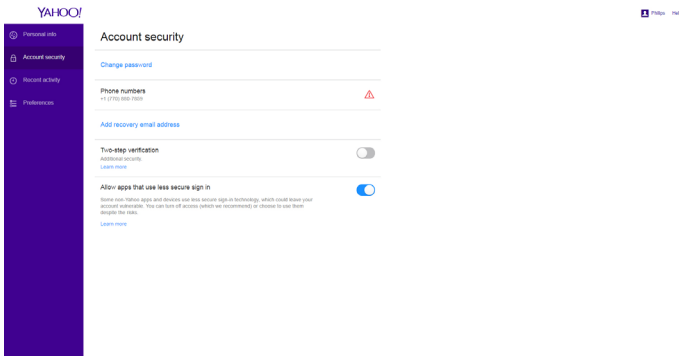 YAHOO!
Philips Hel
Personal info
Account security
Recent activity
Preferences
Account security
Change password
Phone numbers
Add recovery email address
Two-step verification
Additional security.
Learn more
Allow apps that use less secure sign in
Some non-Yahoo apps and devices use less secure sign-in technology, which could leave your
account vulnerable. You can turn off access (which we recommend) or choose to use them
despite the risks.
Learn more